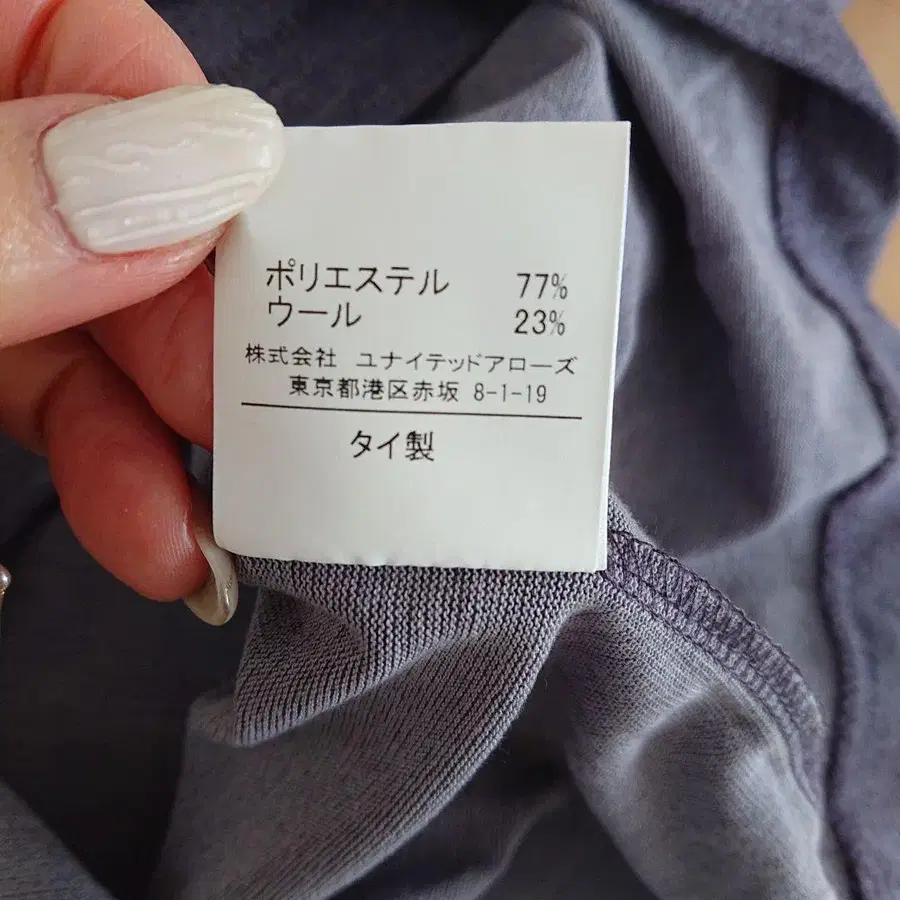 ポリエステル 77%
ウール 23%
株式会社 ユナイテッドアローズ
東京都港区赤坂 8-1-19
タイ製